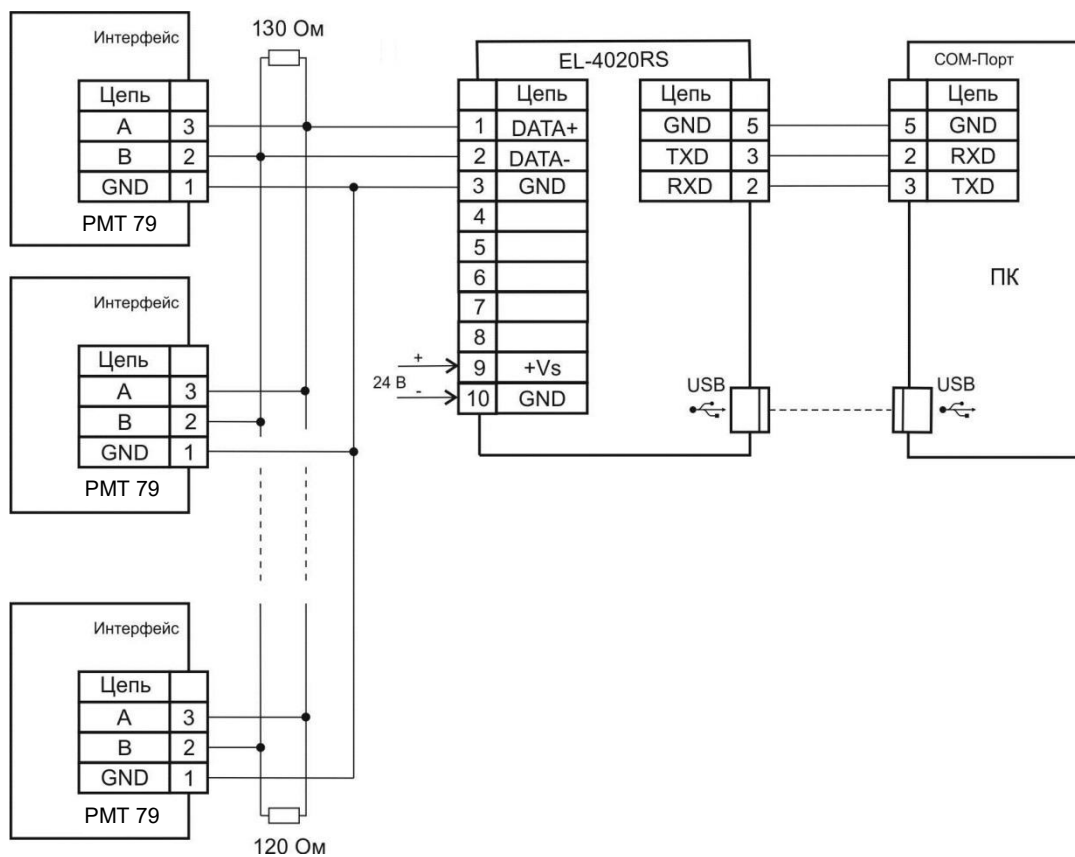 130 Ом
Интерфейс
Цепь
A 3
B 2
GND 1
РМТ 79
EL-4020RS
Цепь
1 DATA+
2 DATA-
3 GND
4
5
6
7
8
9 +Vs
10 GND
+
24 В
-
Цепь
GND 5
TXD 3
RXD 2
USB
COM-Порт
Цепь
5 GND
2 RXD
3 TXD
ПК
USB
Интерфейс
Цепь
A 3
B 2
GND 1
РМТ 79
Интерфейс
Цепь
A 3
B 2
GND 1
РМТ 79
120 Ом